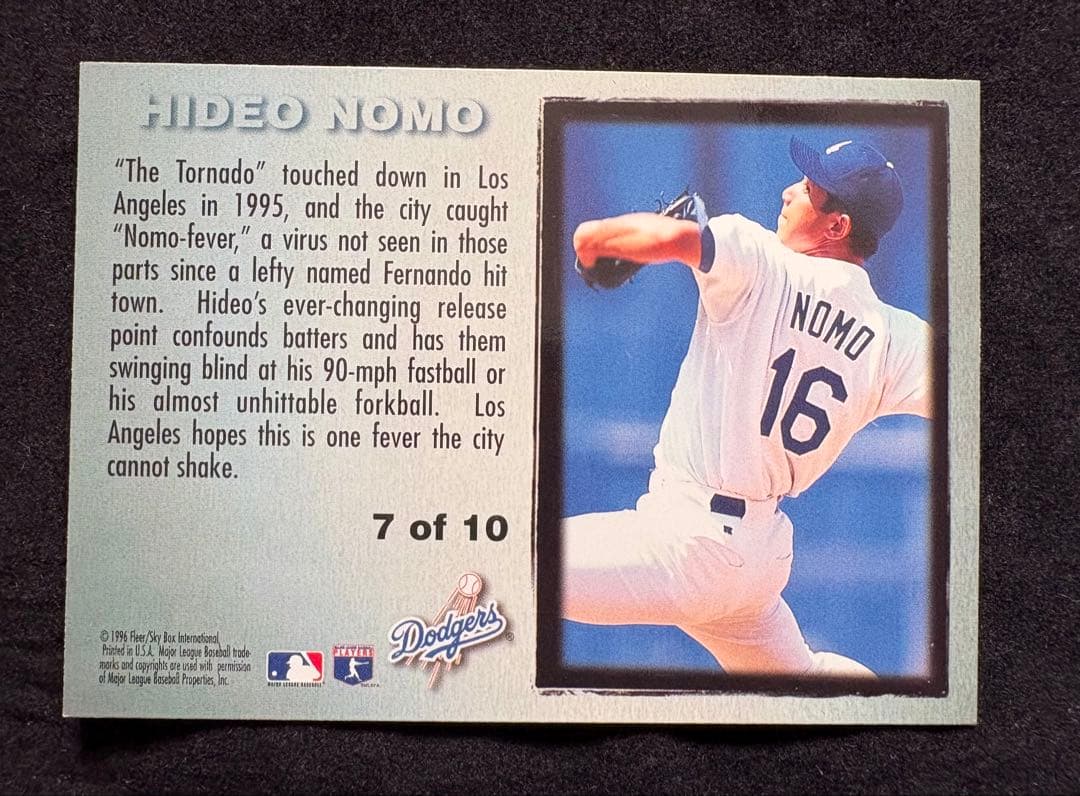 HIDEO NOMO
"The Tornado" touched down in Los
Angeles in 1995, and the city caught
"Nomo-fever," a virus not seen in those
parts since a lefty named Fernando hit
town. Hideo's ever-changing release
point confounds batters and has them
swinging blind at his 90-mph fastball or
his almost unhittable forkball. Los
Angeles hopes this is one fever the city
cannot shake.
7 of 10
© 1996 Fleer/Sky Box International,
Printed in U.S.A. Major League Baseball trade-
marks and copyrights are used with permission
of Major League Baseball Properties, Inc.
MAJOR LEAGUE BASEBALL
PLAYERS
Dodgers®
NOMO
16